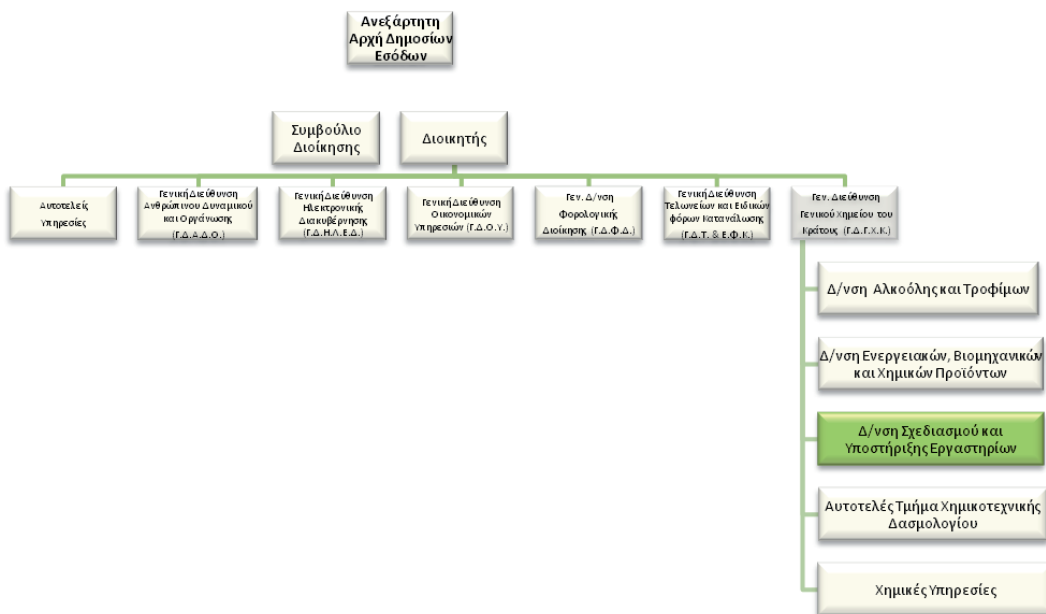 Ανεξάρτητη
Αρχή Δημοσίων
Εσόδων
Συμβούλιο
Διοίκησης
Διοικητής
Αυτοτελείς
Υπηρεσίες
Γενική Διεύθυνση
Ανθρώπινου Δυναμικού
και Οργάνωσης
(Γ.Δ.Α.Δ.Ο.)
Γενική Διεύθυνση
Ηλεκτρονικής
Διακυβέρνησης
(Γ.Δ.Η.Λ.Ε.Δ.)
Γενική Διεύθυνση
Οικονομικών
Υπηρεσιών (Γ.Δ.Ο.Υ.)
Γεν. Δ/νση
Φορολογικής
Διοίκησης (Γ.Δ.Φ.Δ.)
Γενική Διεύθυνση
Τελωνείων και Ειδικών
φόρων Κατανάλωσης
(Γ.Δ.Τ. & Ε.Φ.Κ.)
Γεν. Διεύθυνση
Γενικού Χημείου του
Κράτους (Γ.Δ.Γ.Χ.Κ.)
Δ/νση Αλκοόλης και Τροφίμων
Δ/νση Ενεργειακών, Βιομηχανικών
και Χημικών Προϊόντων
Δ/νση Σχεδιασμού και
Υποστήριξης Εργαστηρίων
Αυτοτελές Τμήμα Χημικοτεχνικής
Δασμολογίου
Χημικές Υπηρεσίες